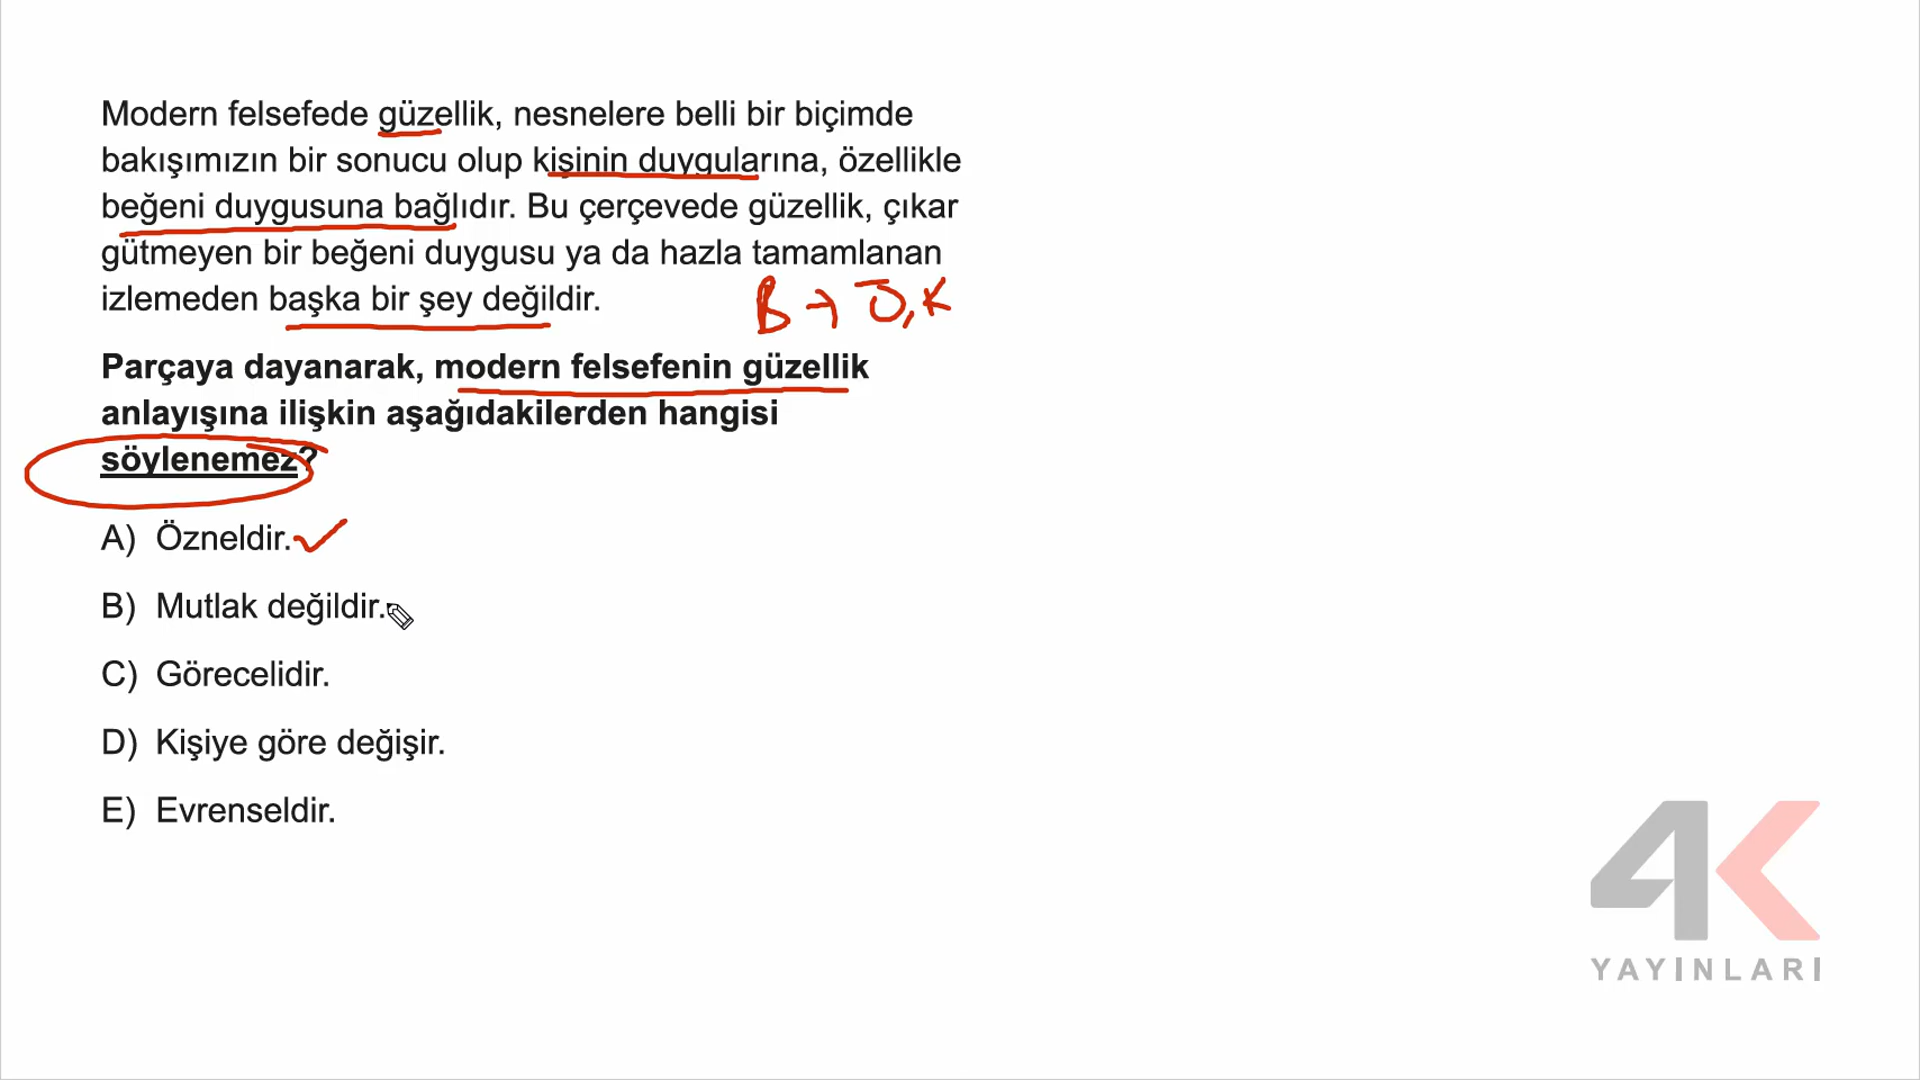 Modern felsefede güzellik, nesnelere belli bir biçimde
bakışımızın bir sonucu olup kişinin duygularına, özellikle
beğeni duygusuna bağlıdır. Bu çerçevede güzellik, çıkar
gütmeyen bir beğeni duygusu ya da hazla tamamlanan
izlemeden başka bir şey değildir.
B → Ö, K
Parçaya dayanarak, modern felsefenin güzellik
anlayışına ilişkin aşağıdakilerden hangisi
söylenemez?
A) Özneldir.
B) Mutlak değildir.
C) Görecelidir.
D) Kişiye göre değişir.
E) Evrenseldir.
4K
YAYINLARI